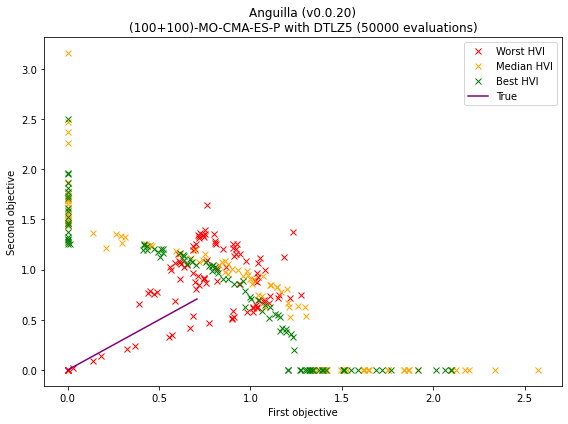 Anguilla (v0.0.20)
(100+100)-MO-CMA-ES-P with DTLZ5 (50000 evaluations)
Worst HVI
Median HVI
Best HVI
True
Second objective
3.0
2.5
2.0
1.5
1.0
0.5
0.0
0.0 0.5 1.0 1.5 2.0 2.5
First objective